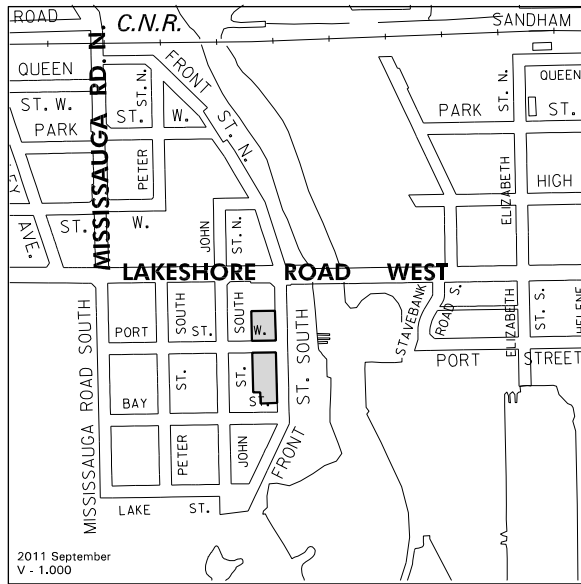 ROAD
C.N.R.
SANDHAM
QUEEN
ST. W.
PARK
ST. N.
ST.
W.
PETER
MISSISSAUGA RD. N.
FRONT
ST. N.
PARK
ST. N.
QUEEN
ST.
ELIZABETH
HIGH
AVE.
ST.
W.
JOHN
ST. N.
LAKESHORE ROAD WEST
MISSISSAUGA ROAD SOUTH
PORT
SOUTH
ST.
SOUTH
W.
ST. SOUTH
STAVEBANK
ROAD S.
ELIZABETH
ST. S.
HELENE
PORT
STREET
BAY
ST.
ST.
ST.
PETER
JOHN
FRONT
LAKE
ST.
2011 September
V - 1.000